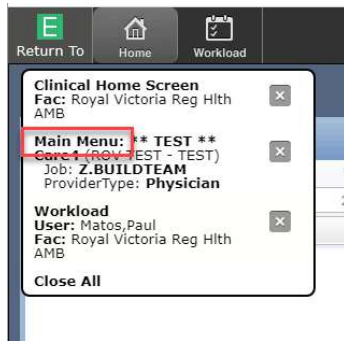 E
Return To
Home
Workload
Clinical Home Screen
Fac: Royal Victoria Reg Hlth
AMB
Main Menu: ** TEST **
Care4 (ROV TEST - TEST)
Job: Z.BUILDTEAM
ProviderType: Physician
Workload
User: Matos,Paul
Fac: Royal Victoria Reg Hlth
AMB
Close All